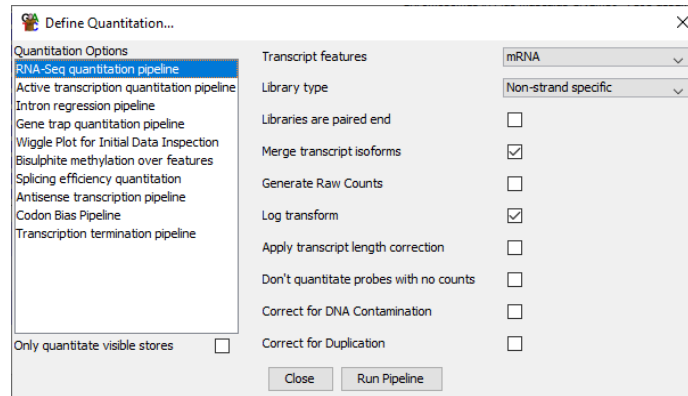 Define Quantitation...
Quantitation Options
RNA-Seq quantitation pipeline
Active transcription quantitation pipeline
Intron regression pipeline
Gene trap quantitation pipeline
Wiggle Plot for Initial Data Inspection
Bisulphite methylation over features
Splicing efficiency quantitation
Antisense transcription pipeline
Codon Bias Pipeline
Transcription termination pipeline
Only quantitate visible stores
Transcript features mRNA
Library type Non-strand specific
Libraries are paired end
Merge transcript isoforms
Generate Raw Counts
Log transform
Apply transcript length correction
Don't quantitate probes with no counts
Correct for DNA Contamination
Correct for Duplication
Close Run Pipeline